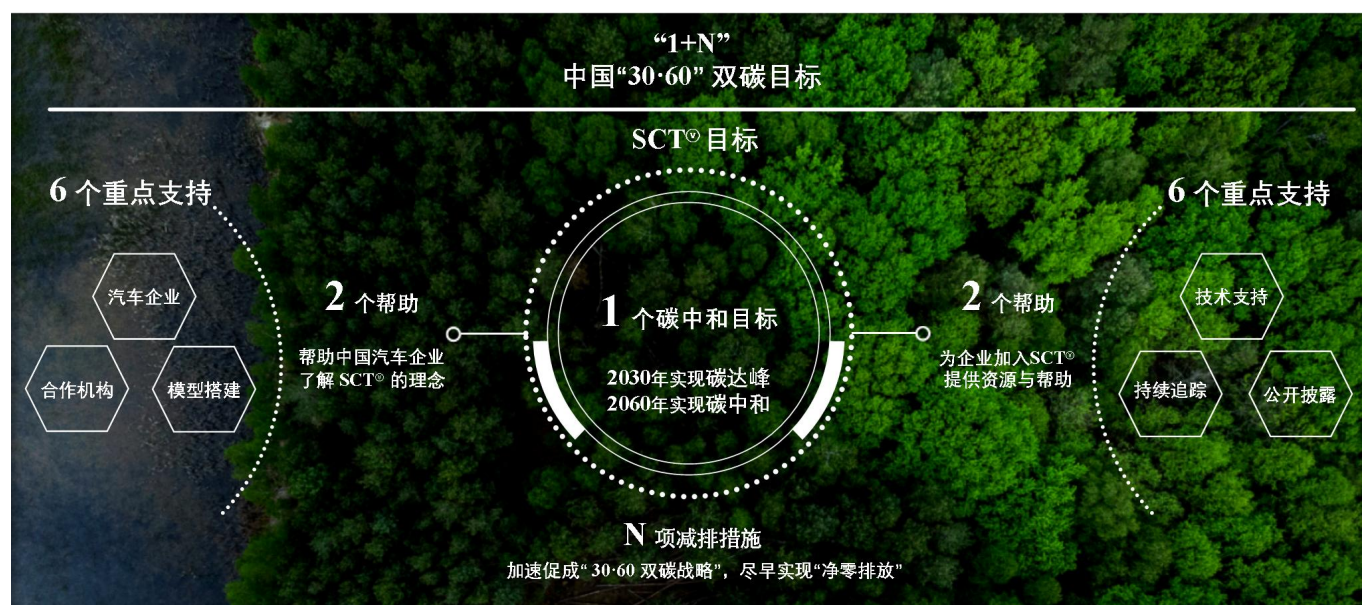 “1+N”
中国“30·60” 双碳目标
SCTⓥ 目标
6 个重点支持
汽车企业
合作机构
模型搭建
2 个帮助
帮助中国汽车企业
了解 SCTⓥ 的理念
1 个碳中和目标
2030年实现碳达峰
2060年实现碳中和
2 个帮助
为企业加入SCTⓥ
提供资源与帮助
6 个重点支持
技术支持
持续追踪
公开披露
N 项减排措施
加速促成“ 30·60 双碳战略”，尽早实现“净零排放”